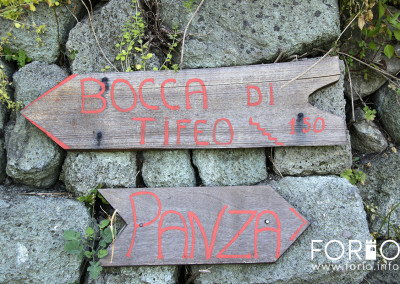 BOCCA DI
TIFEO 150
PANZA
FORIO
www.forio.info